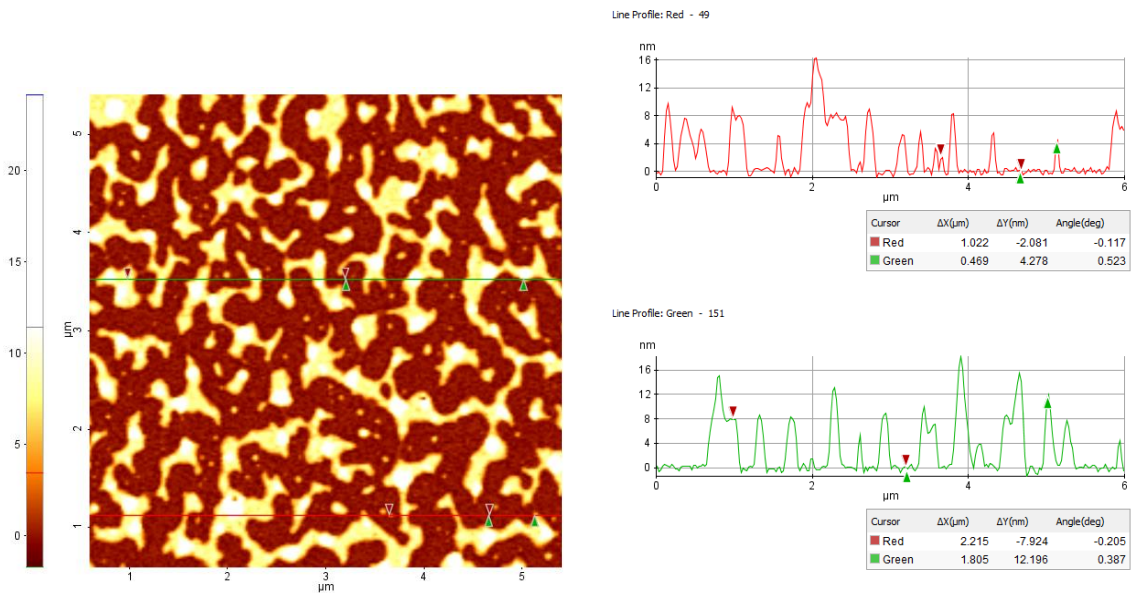 20
15
10
5
0
5
4
3
2
1
µm
1
2
3
4
5
µm
Line Profile: Red - 49
nm
16
12
8
4
0
0
2
4
6
µm
Cursor ΔX(µm) ΔY(nm) Angle(deg)
Red 1.022 -2.081 -0.117
Green 0.469 4.278 0.523
Line Profile: Green - 151
nm
16
12
8
4
0
0
2
4
6
µm
Cursor ΔX(µm) ΔY(nm) Angle(deg)
Red 2.215 -7.924 -0.205
Green 1.805 12.196 0.387